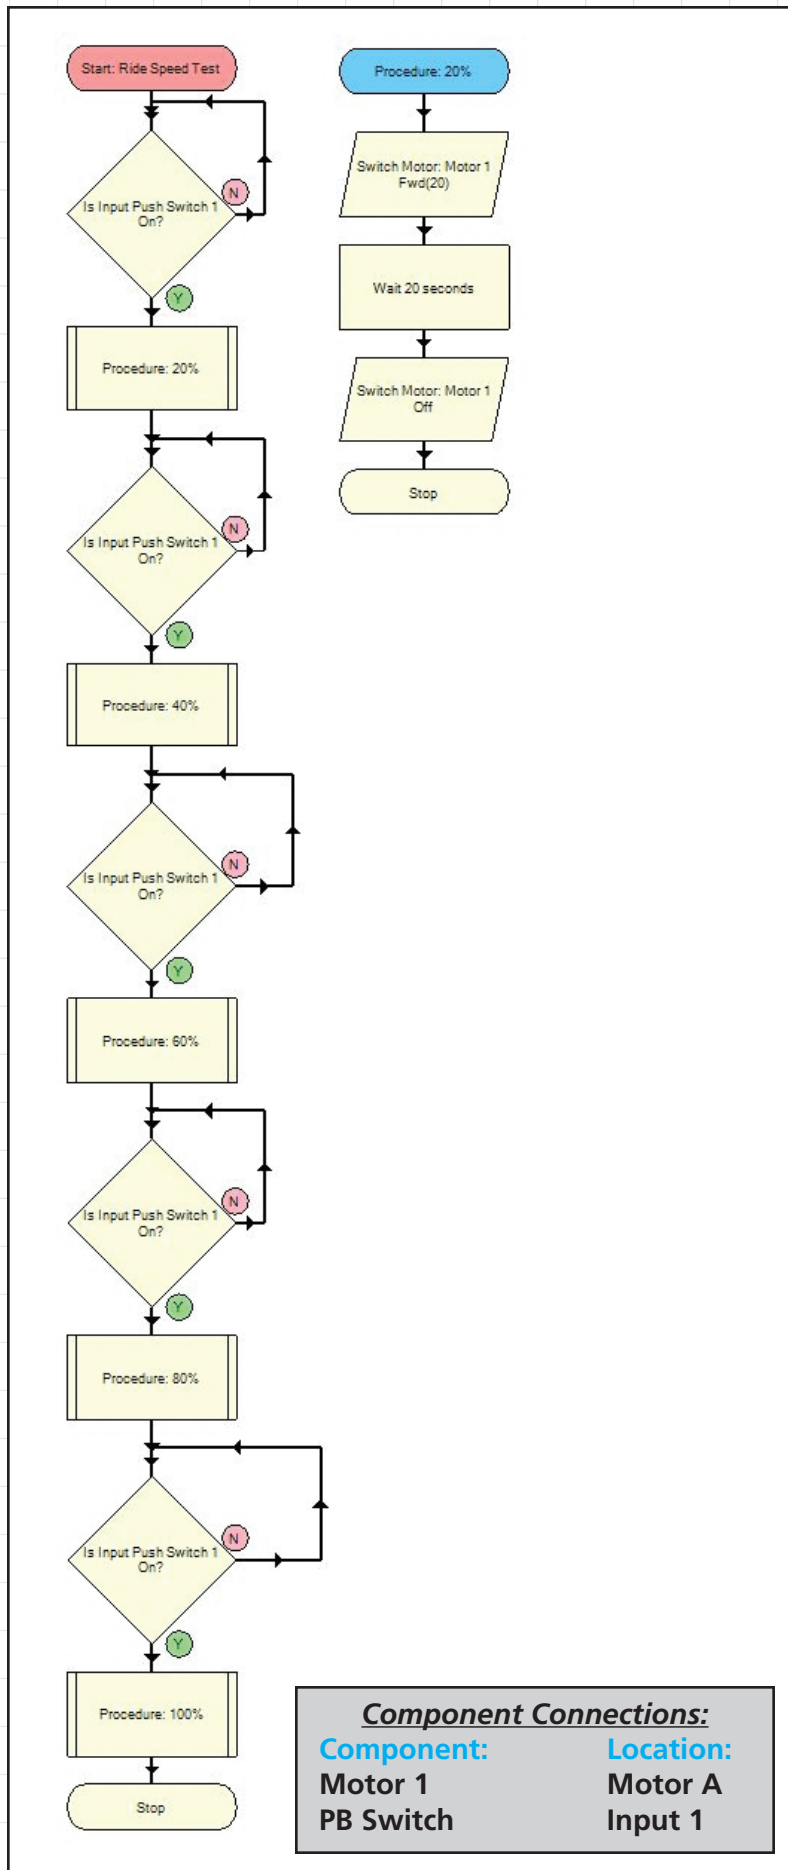 Start: Ride Speed Test
Is Input Push Switch 1
On?
N
Y
Procedure: 20%
Is Input Push Switch 1
On?
N
Y
Procedure: 40%
Is Input Push Switch 1
On?
N
Y
Procedure: 60%
Is Input Push Switch 1
On?
N
Y
Procedure: 80%
Is Input Push Switch 1
On?
N
Y
Procedure: 100%
Stop
Procedure: 20%
Switch Motor: Motor 1
Fwd(20)
Wait 20 seconds
Switch Motor: Motor 1
Off
Stop
Component Connections:
Component: Location:
Motor 1 Motor A
PB Switch Input 1